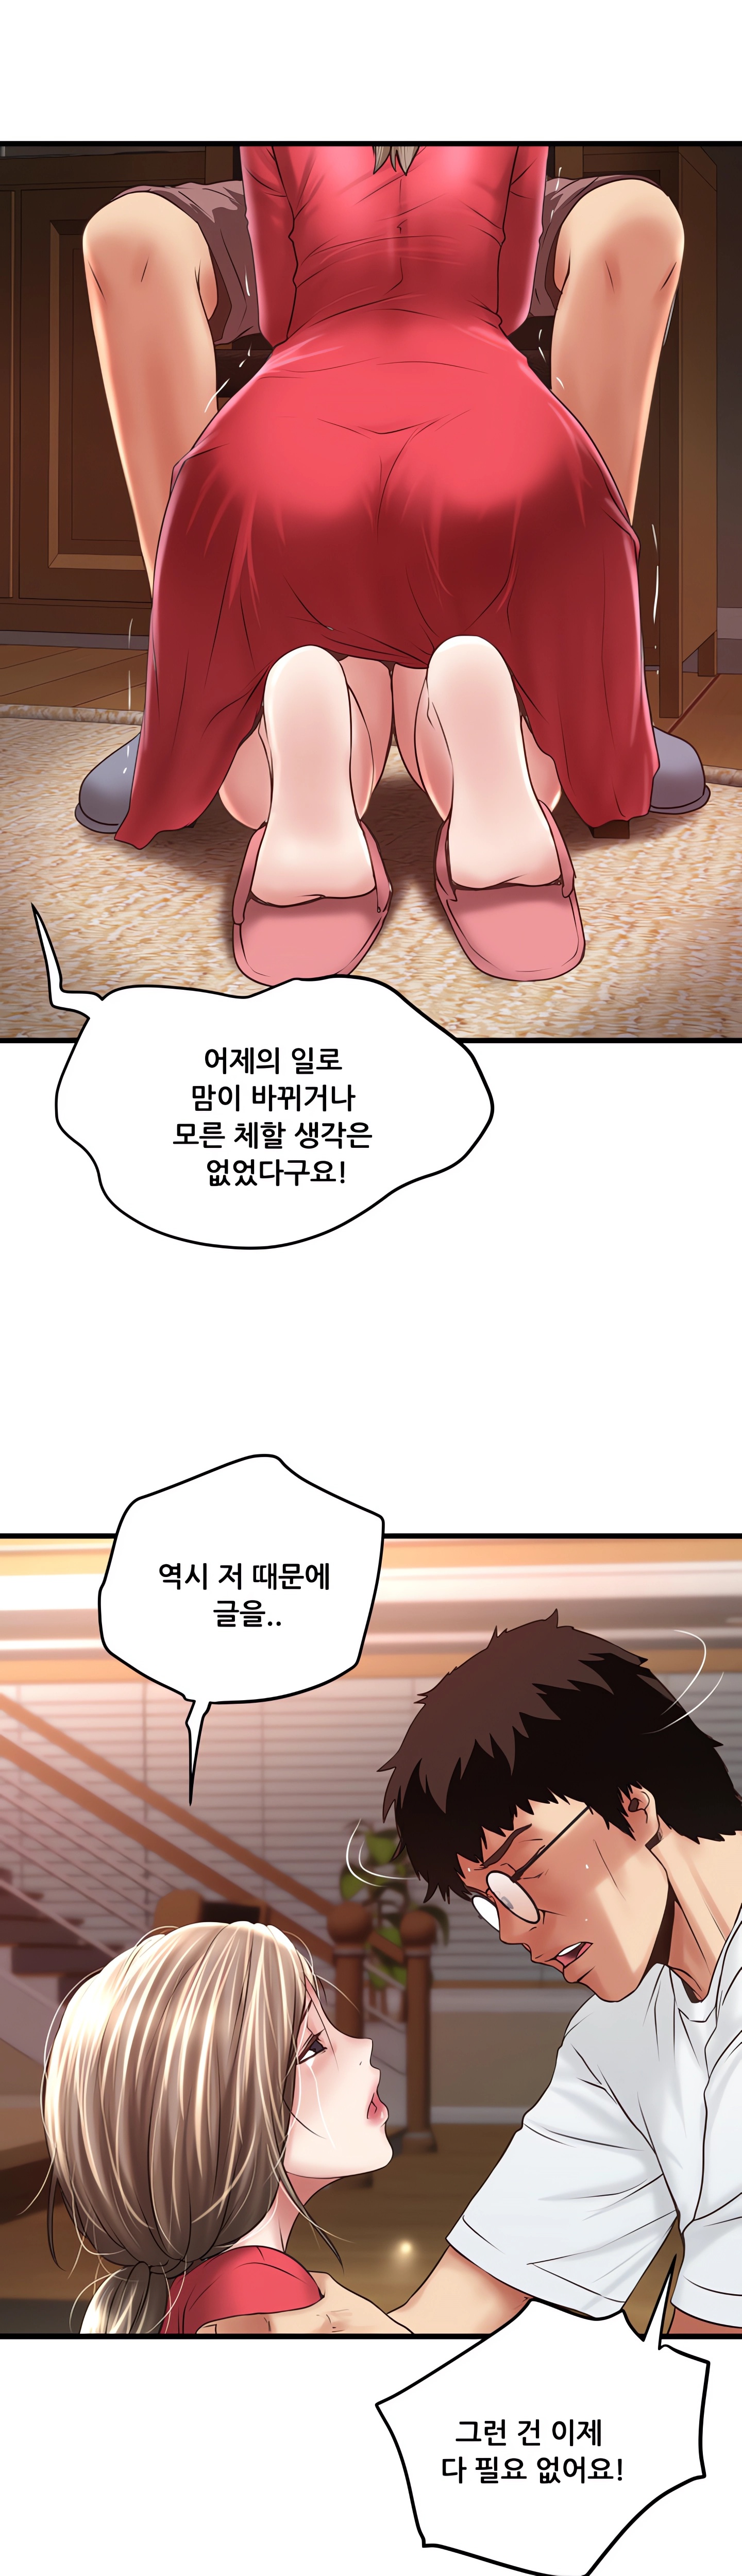 어제의 일로
맘이 바뀌거나
모른 체할 생각은
없었다구요!
역시 저 때문에
글을..
그런 건 이제
다 필요 없어요!